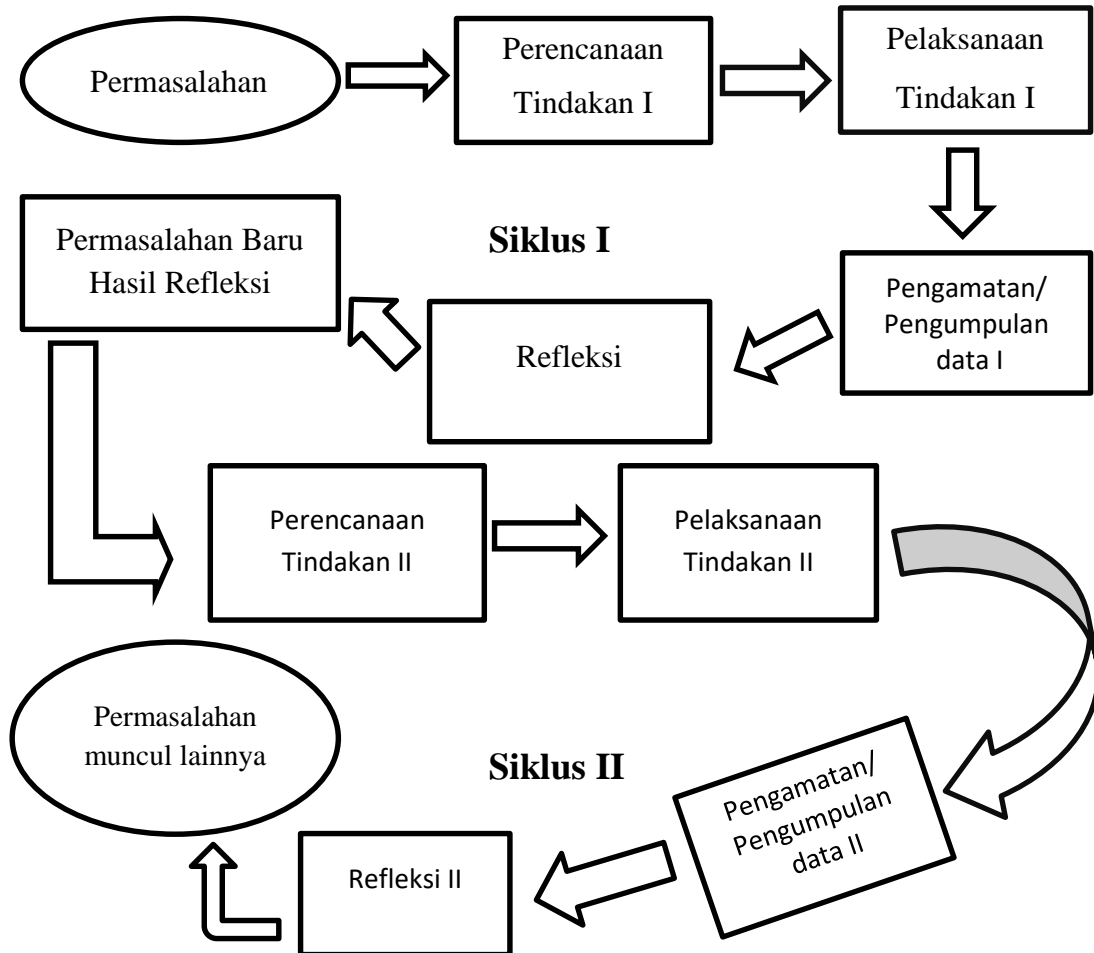 Permasalahan
Perencanaan
Tindakan I
Pelaksanaan
Tindakan I
Permasalahan Baru
Hasil Refleksi
Siklus I
Pengamatan/
Pengumpulan
data I
Refleksi
Perencanaan
Tindakan II
Pelaksanaan
Tindakan II
Permasalahan
muncul lainnya
Siklus II
Pengamatan/
Pengumpulan
data II
Refleksi II